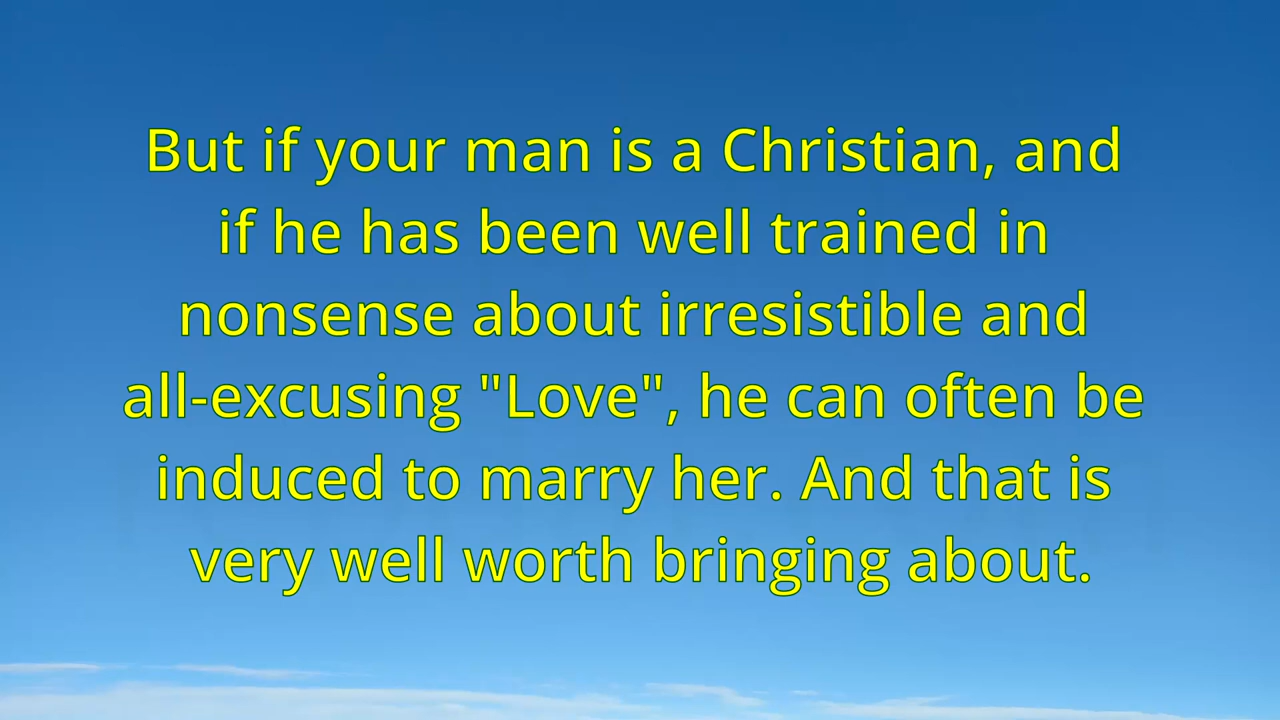 But if your man is a Christian, and
if he has been well trained in
nonsense about irresistible and
all-excusing "Love", he can often be
induced to marry her. And that is
very well worth bringing about.